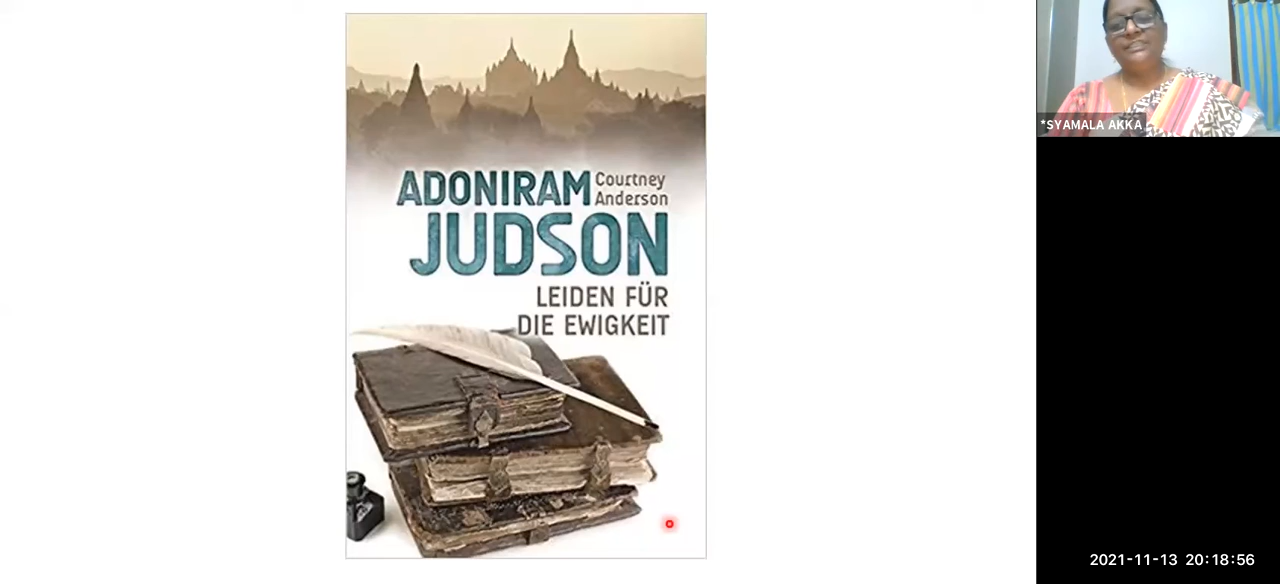 ADONIRAM
Courtney
Anderson
JUDSON
LEIDEN FÜR
DIE EWIGKEIT
*SYAMALA AKKA
2021-11-13 20:18:56